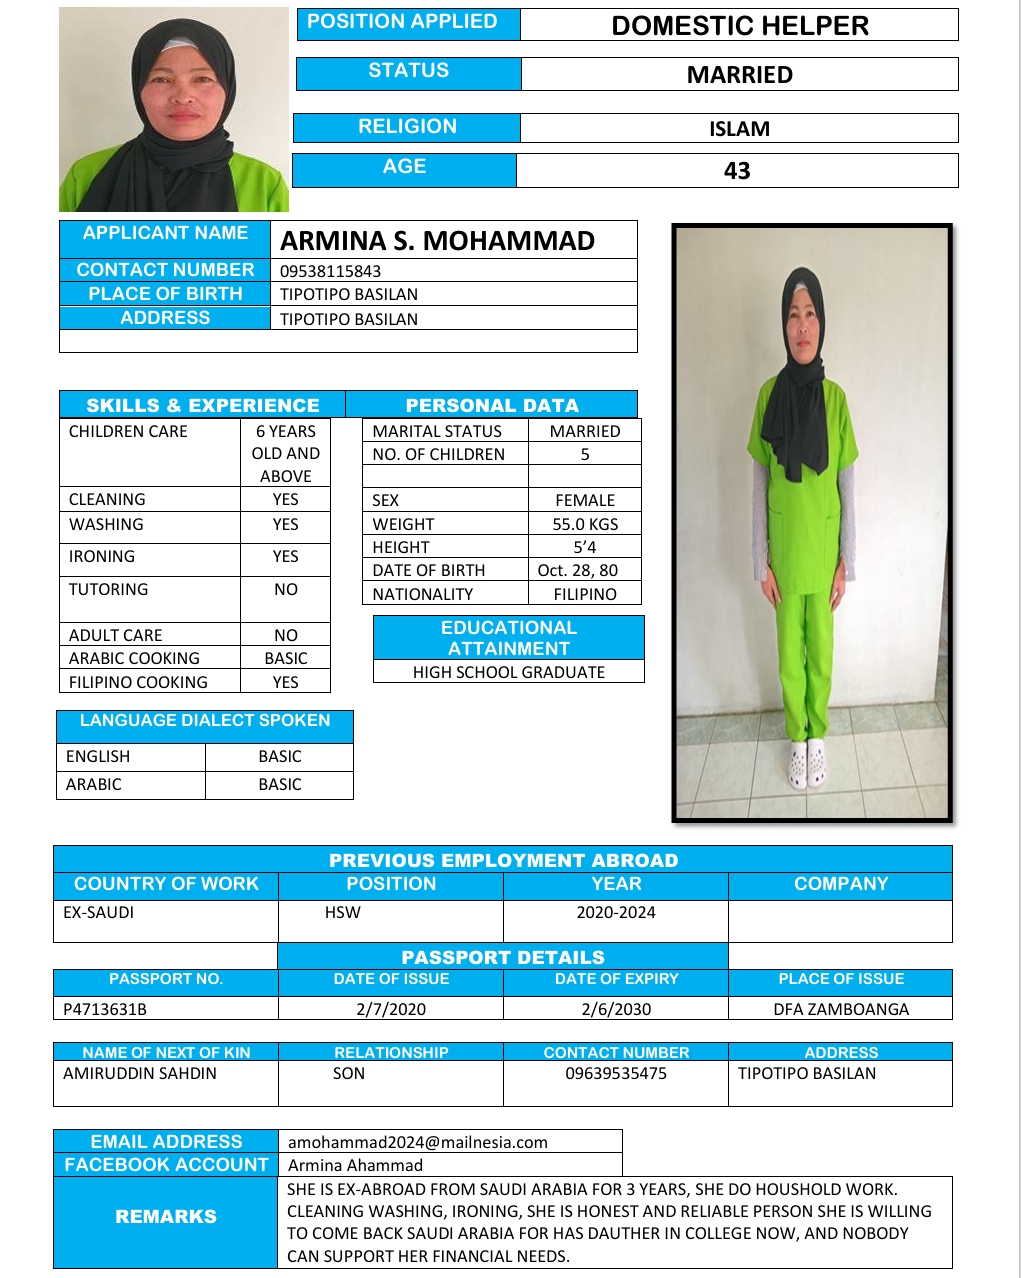 POSITION APPLIED DOMESTIC HELPER
STATUS MARRIED
RELIGION ISLAM
AGE 43
APPLICANT NAME ARMINA S. MOHAMMAD
CONTACT NUMBER 09538115843
PLACE OF BIRTH TIPOTIPO BASILAN
ADDRESS TIPOTIPO BASILAN
SKILLS & EXPERIENCE
CHILDREN CARE 6 YEARS
OLD AND
ABOVE
CLEANING YES
WASHING YES
IRONING YES
TUTORING NO
ADULT CARE NO
ARABIC COOKING BASIC
FILIPINO COOKING YES
PERSONAL DATA
MARITAL STATUS MARRIED
NO. OF CHILDREN 5
SEX FEMALE
WEIGHT 55.0 KGS
HEIGHT 5’4
DATE OF BIRTH Oct. 28, 80
NATIONALITY FILIPINO
EDUCATIONAL
ATTAINMENT
HIGH SCHOOL GRADUATE
LANGUAGE DIALECT SPOKEN
ENGLISH BASIC
ARABIC BASIC
PREVIOUS EMPLOYMENT ABROAD
COUNTRY OF WORK POSITION YEAR COMPANY
EX-SAUDI HSW 2020-2024
PASSPORT DETAILS
PASSPORT NO. DATE OF ISSUE DATE OF EXPIRY PLACE OF ISSUE
P4713631B 2/7/2020 2/6/2030 DFA ZAMBOANGA
NAME OF NEXT OF KIN RELATIONSHIP CONTACT NUMBER ADDRESS
AMIRUDDIN SAHDIN SON 09639535475 TIPOTIPO BASILAN
EMAIL ADDRESS amohammad2024@mailnesia.com
FACEBOOK ACCOUNT Armina Ahammad
REMARKS
SHE IS EX-ABROAD FROM SAUDI ARABIA FOR 3 YEARS, SHE DO HOUSHOLD WORK.
CLEANING WASHING, IRONING, SHE IS HONEST AND RELIABLE PERSON SHE IS WILLING
TO COME BACK SAUDI ARABIA FOR HAS DAUTHER IN COLLEGE NOW, AND NOBODY
CAN SUPPORT HER FINANCIAL NEEDS.